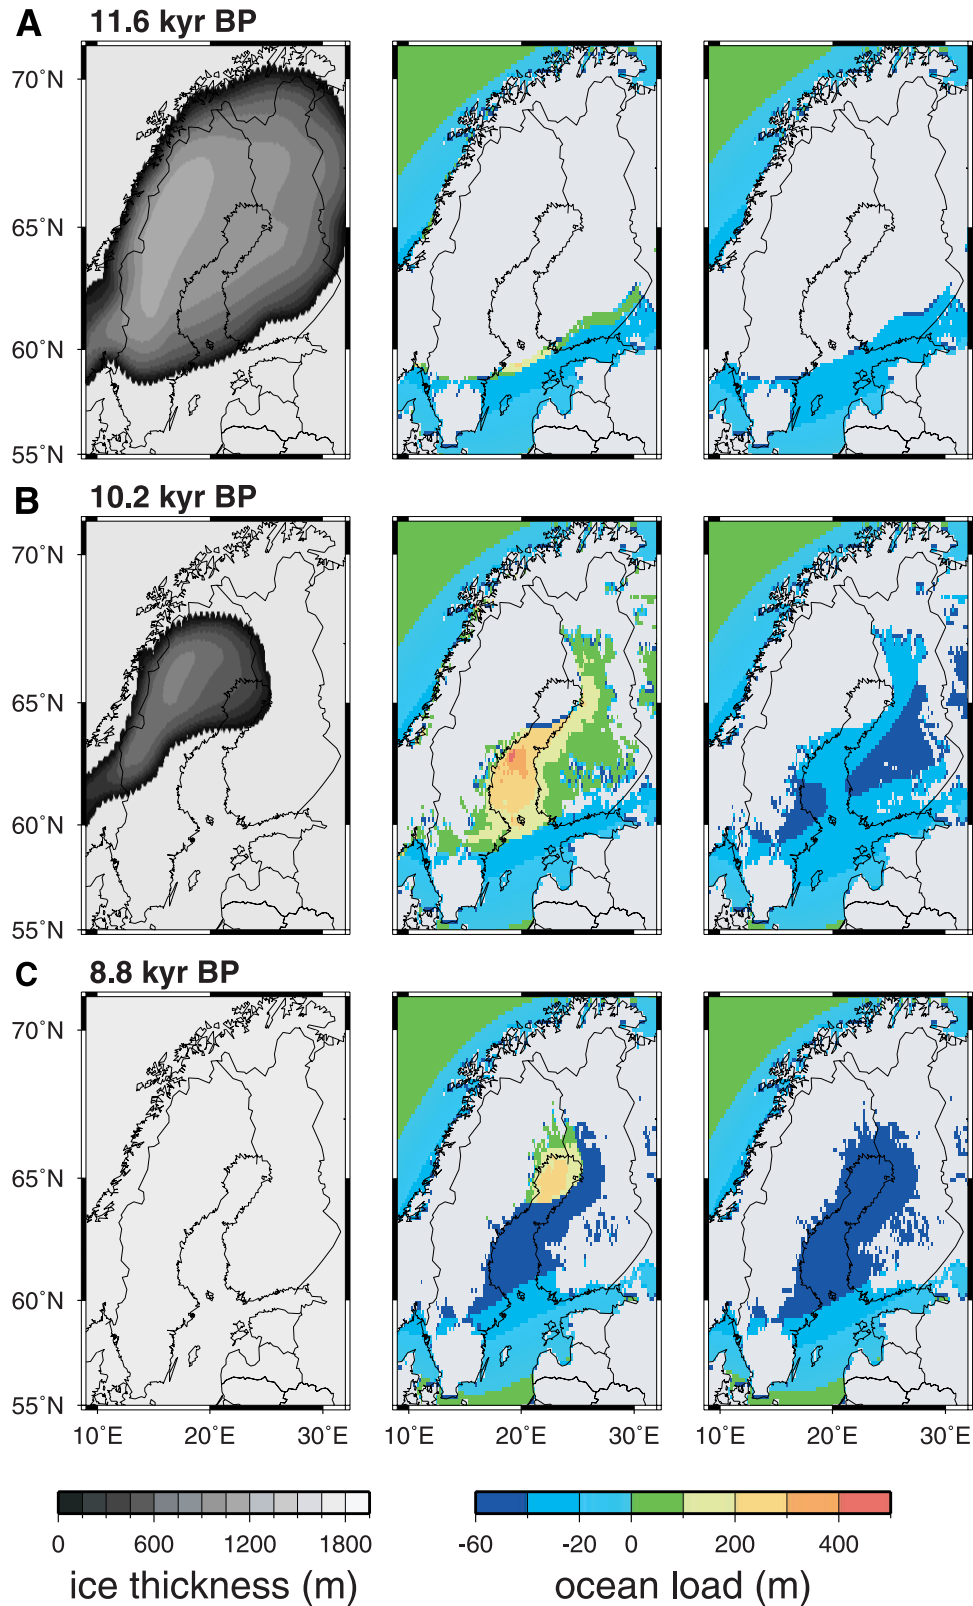 A 11.6 kyr BP
70°N
65°N
60°N
55°N
B 10.2 kyr BP
70°N
65°N
60°N
55°N
C 8.8 kyr BP
70°N
65°N
60°N
55°N
10°E 20°E 30°E 10°E 20°E 30°E 10°E 20°E 30°E
0 600 1200 1800 -60 -20 0 200 400
ice thickness (m) ocean load (m)